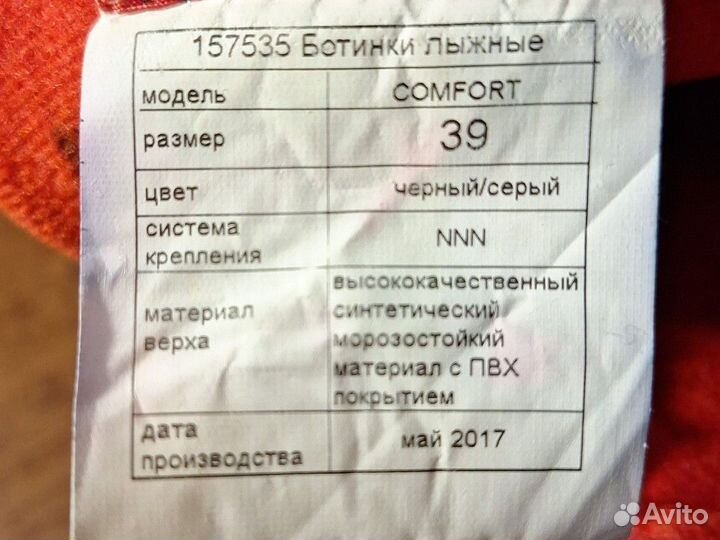 157535 Ботинки лыжные
модель COMFORT
размер 39
цвет черный/серый
система
крепления
NNN
материал
верха
высококачественный
синтетический
морозостойкий
материал с ПВХ
покрытием
дата
производства
май 2017
Avito